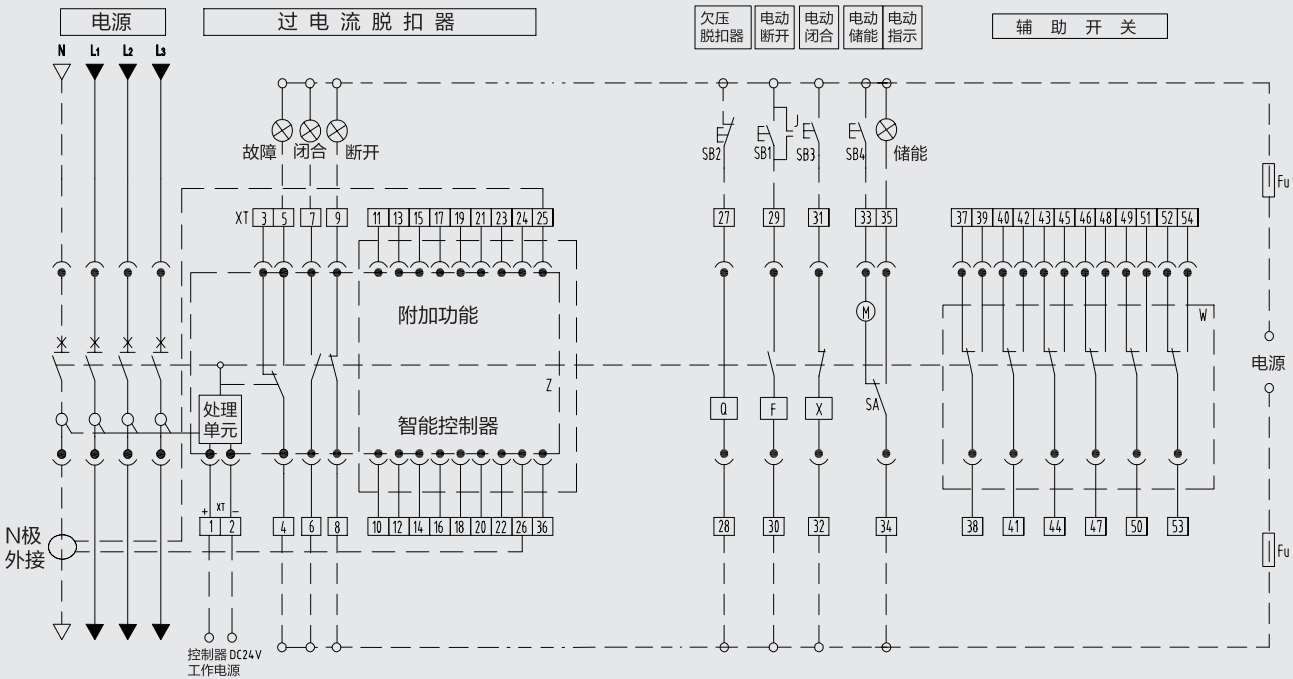 电源
过电流脱扣器
欠压
脱扣器
电动
断开
电动
闭合
电动
储能
电动
指示
辅助开关
N L1 L2 L3
故障 闭合 断开
SB2 SB1 J SB3 SB4 储能
Fu
XT 3 5 7 9 11 13 15 17 19 21 23 24 25 27 29 31 33 35 37 39 40 42 43 45 46 48 49 51 52 54
附加功能
M
W
电源
Z
处理
单元
智能控制器
Q F X SA
+ XT −
1 2 4 6 8 10 12 14 16 18 20 22 26 36 28 30 32 34 38 41 44 47 50 53
N极
外接
Fu
控制器 DC24V
工作电源